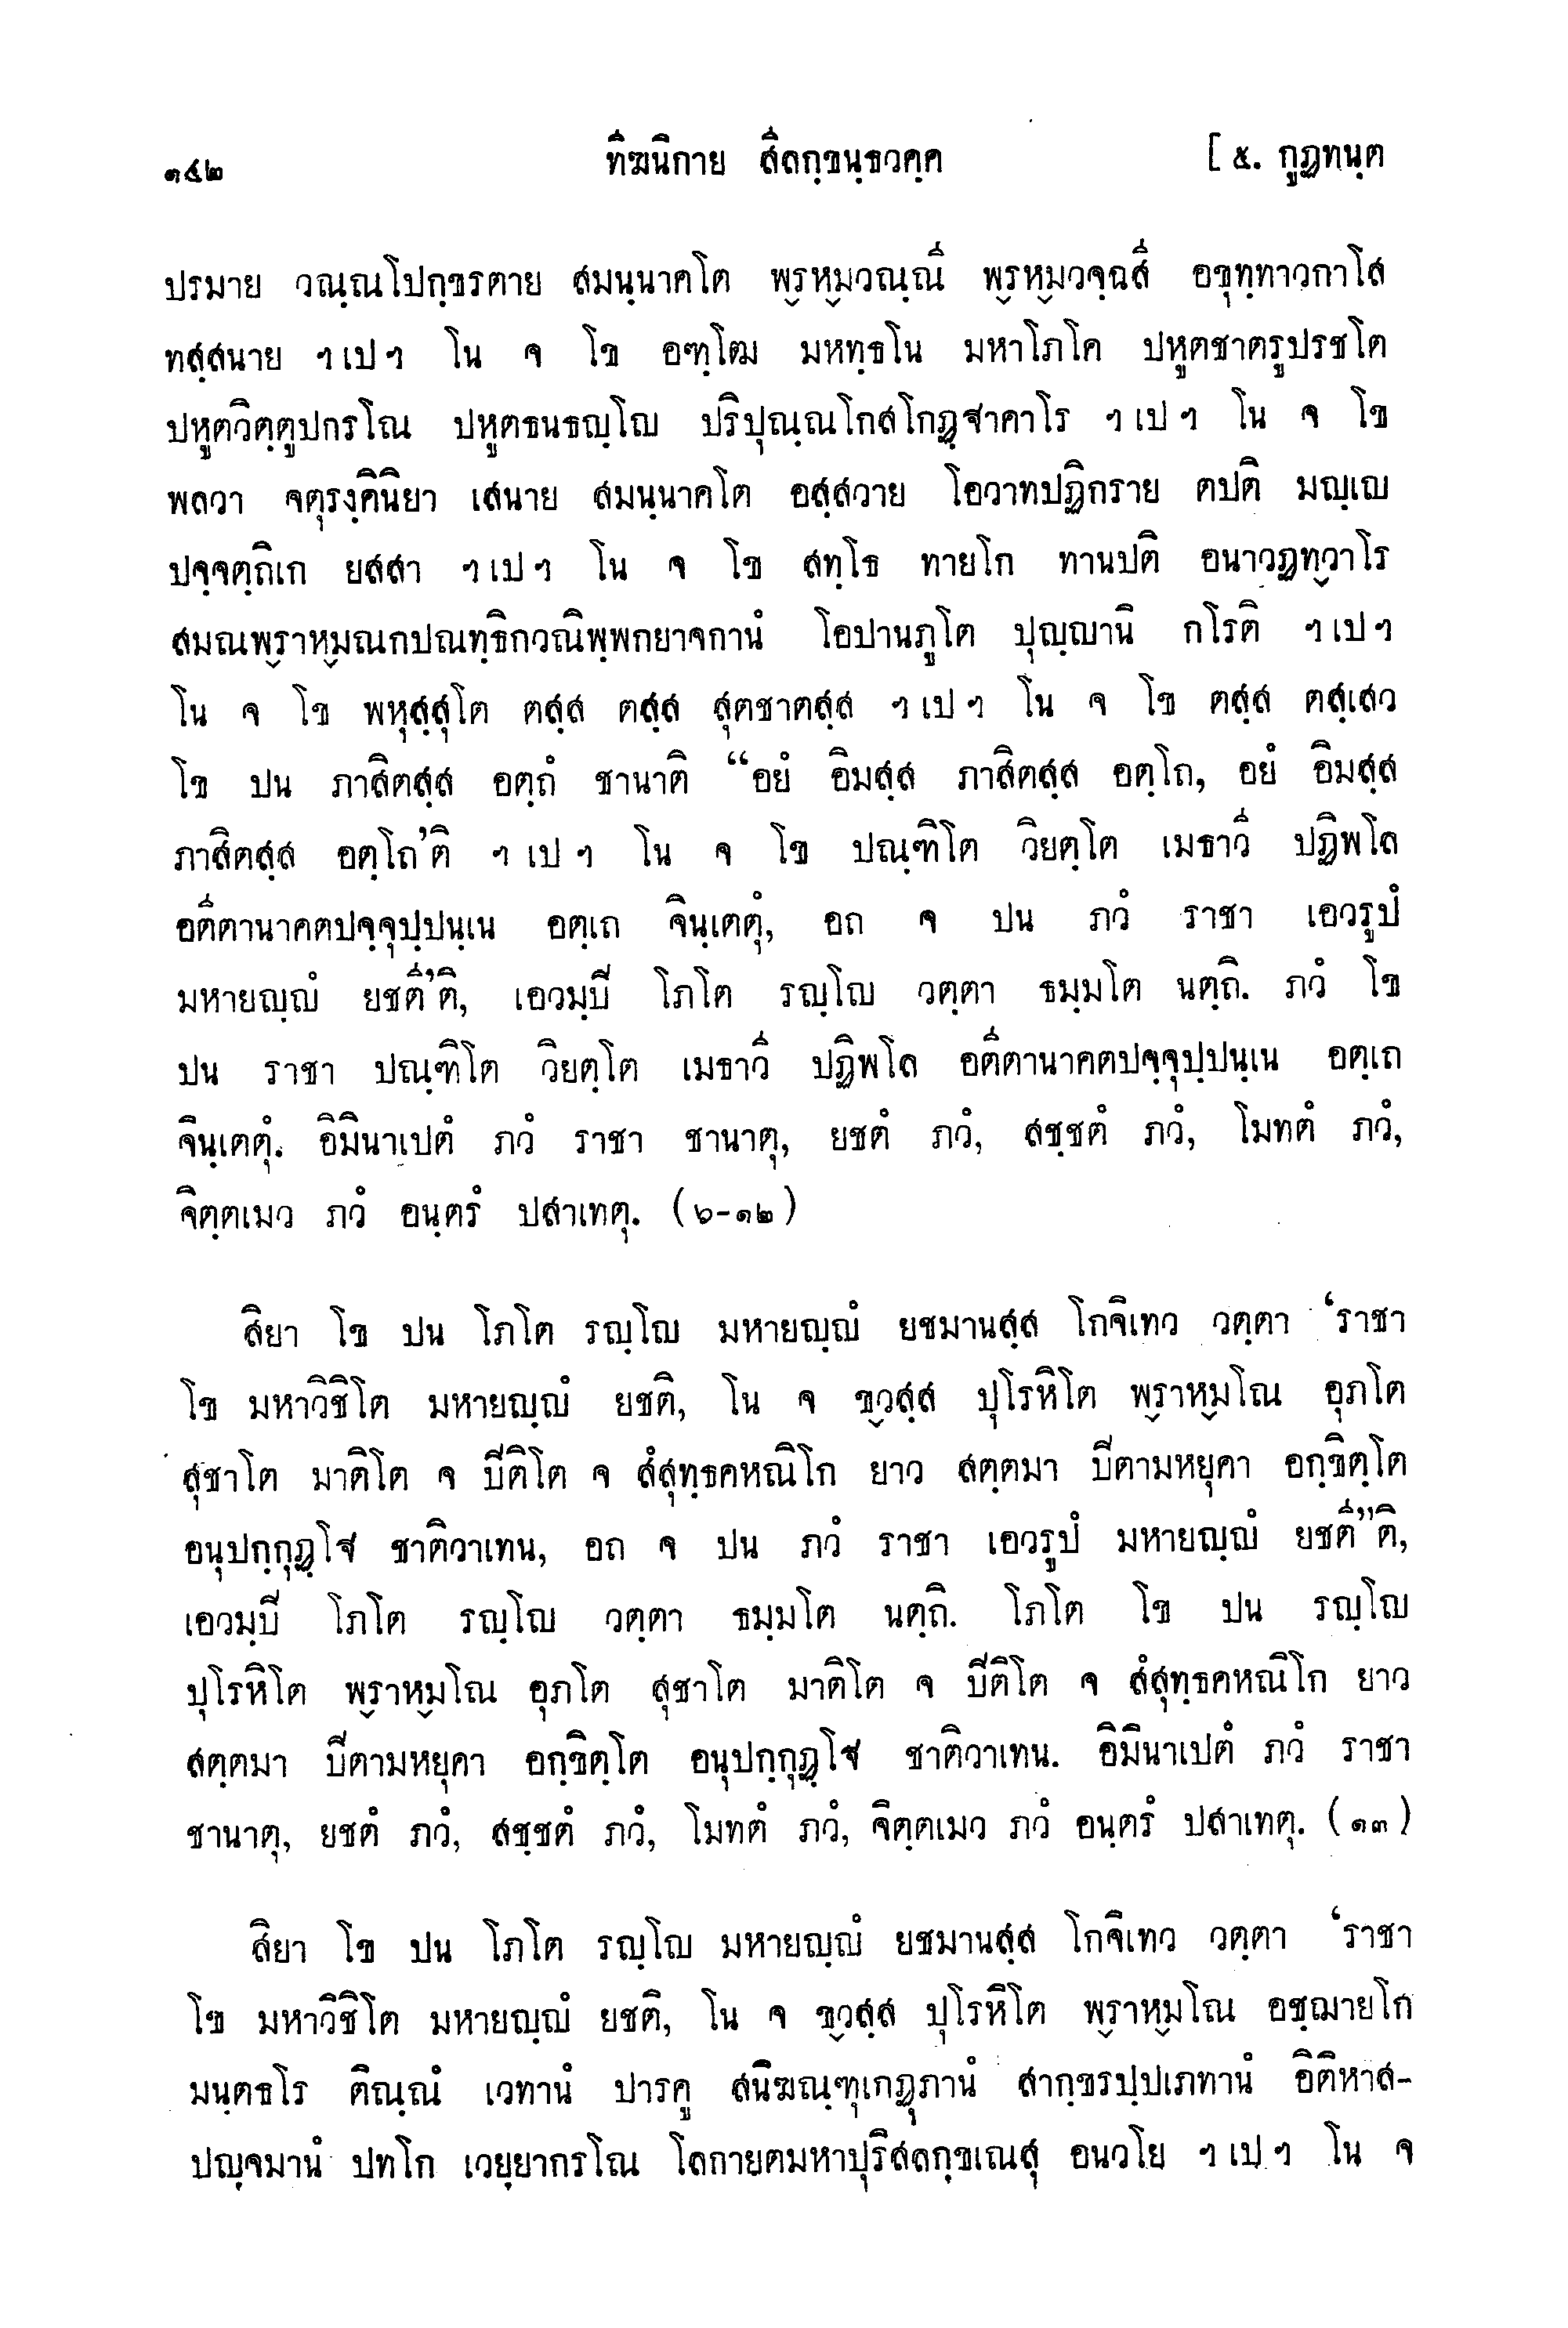 ๑๔๒ ทีฆนิกาย สีลกฺขนฺธวคฺค [ ๕. กูฏทนฺต
ปรมาย วณฺณโปกฺขรตาย สมนฺนาคโต พฺรหฺมวณฺณี พฺรหฺมวจฺฉสี อขุทฺทาวกาโส
ทสฺสนาย ฯเปฯ โน จ โข อฑฺโฒ มหทฺธโน มหาโภโค ปหูตชาตรูปรชโต
ปหูตวิตฺตูปกรโณ ปหูตธนธญฺโญ ปริปุณฺณโกสโกฏฺฐาคาโร ฯเปฯ โน จ โข
พลวา จตุรงฺคินิยา เสนาย สมนฺนาคโต อสฺสวาย โอวาทปฏิกราย ตปติ มญฺเญ
ปจฺจตฺถิเก ยสสา ฯเปฯ โน จ โข สทฺโธ ทายโก ทานปติ อนาวฏทฺวาโร
สมณพฺราหฺมณกปณทฺธิกวณิพฺพกยาจกานํ โอปานภูโต ปุญฺญานิ กโรติ ฯเปฯ
โน จ โข พหุสฺสุโต ตสฺส ตสฺส สุตชาตสฺส ฯเปฯ โน จ โข ตสฺส ตสฺเสว
โข ปน ภาสิตสฺส อตฺถํ ชานาติ “อยํ อิมสฺส ภาสิตสฺส อตฺโถ, อยํ อิมสฺส
ภาสิตสฺส อตฺโถ’ติ ฯเปฯ โน จ โข ปณฺฑิโต วิยตฺโต เมธาวี ปฏิพโล
อตีตานาคตปจฺจุปฺปนฺเน อตฺเถ จินฺเตตุํ, อถ จ ปน ภวํ ราชา เอวรูปํ
มหายญฺญํ ยชตี’ติ, เอวมฺปิ โภโต รญฺโญ วตฺตา ธมฺมโต นตฺถิ. ภวํ โข
ปน ราชา ปณฺฑิโต วิยตฺโต เมธาวี ปฏิพโล อตีตานาคตปจฺจุปฺปนฺเน อตฺเถ
จินฺเตตุํ. อิมินาเปตํ ภวํ ราชา ชานาตุ, ยชตํ ภวํ, สชฺชตํ ภวํ, โมทตํ ภวํ,
จิตฺตเมว ภวํ อนฺตรํ ปสาเทตุ. (๖-๑๒)
สิยา โข ปน โภโต รญฺโญ มหายญฺญํ ยชมานสฺส โกจิเทว วตฺตา ‘ราชา
โข มหาวิชิโต มหายญฺญํ ยชติ, โน จ ขฺวสฺส ปุโรหิโต พฺราหฺมโณ อุภโต
สุชาโต มาติโต จ ปิติโต จ สํสุทฺธคหณิโก ยาว สตฺตมา ปิตามหยุคา อกฺขิตฺโต
อนุปกฺกุฏฺโฐ ชาติวาเทน, อถ จ ปน ภวํ ราชา เอวรูปํ มหายญฺญํ ยชตี”ติ,
เอวมฺปิ โภโต รญฺโญ วตฺตา ธมฺมโต นตฺถิ. โภโต โข ปน รญฺโญ
ปุโรหิโต พฺราหฺมโณ อุภโต สุชาโต มาติโต จ ปิติโต จ สํสุทฺธคหณิโก ยาว
สตฺตมา ปิตามหยุคา อกฺขิตฺโต อนุปกฺกุฏฺโฐ ชาติวาเทน. อิมินาเปตํ ภวํ ราชา
ชานาตุ, ยชตํ ภวํ, สชฺชตํ ภวํ, โมทตํ ภวํ, จิตฺตเมว ภวํ อนฺตรํ ปสาเทตุ. (๑๓)
สิยา โข ปน โภโต รญฺโญ มหายญฺญํ ยชมานสฺส โกจิเทว วตฺตา ‘ราชา
โข มหาวิชิโต มหายญฺญํ ยชติ, โน จ ขฺวสฺส ปุโรหิโต พฺราหฺมโณ อชฺฌายโก
มนฺตธโร ติณฺณํ เวทานํ ปารคู สนิฆณฺฑุเกฏุภานํ สากฺขรปฺปเภทานํ อิติหาส-
ปญฺจมานํ ปทโก เวยฺยากรโณ โลกายตมหาปุริสลกฺขเณสุ อนวโย ฯเปฯ โน จ